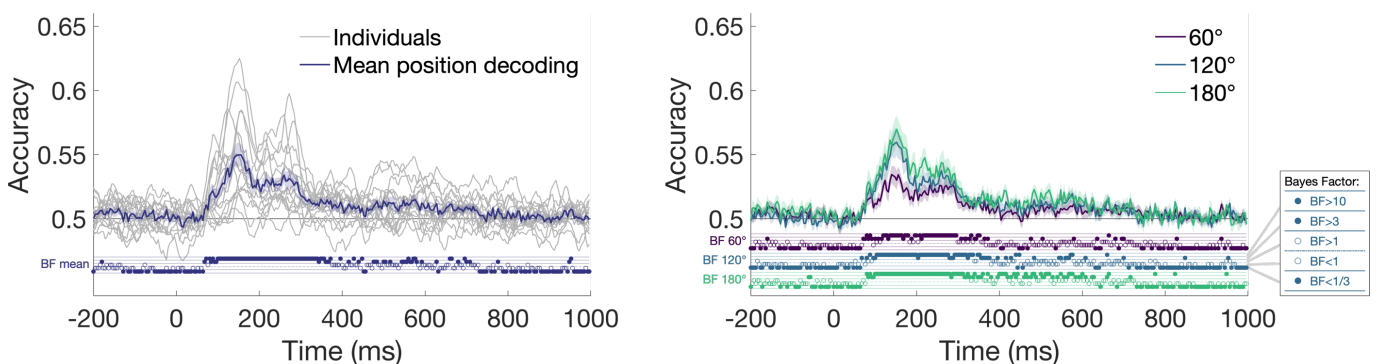 0.65
0.6
0.55
0.5
Accuracy
Individuals
Mean position decoding
BF mean
-200 0 200 400 600 800 1000
Time (ms)
0.65
0.6
0.55
0.5
Accuracy
60°
120°
180°
BF 60°
BF 120°
BF 180°
-200 0 200 400 600 800 1000
Time (ms)
Bayes Factor:
BF>10
BF>3
BF>1
BF<1
BF<1/3